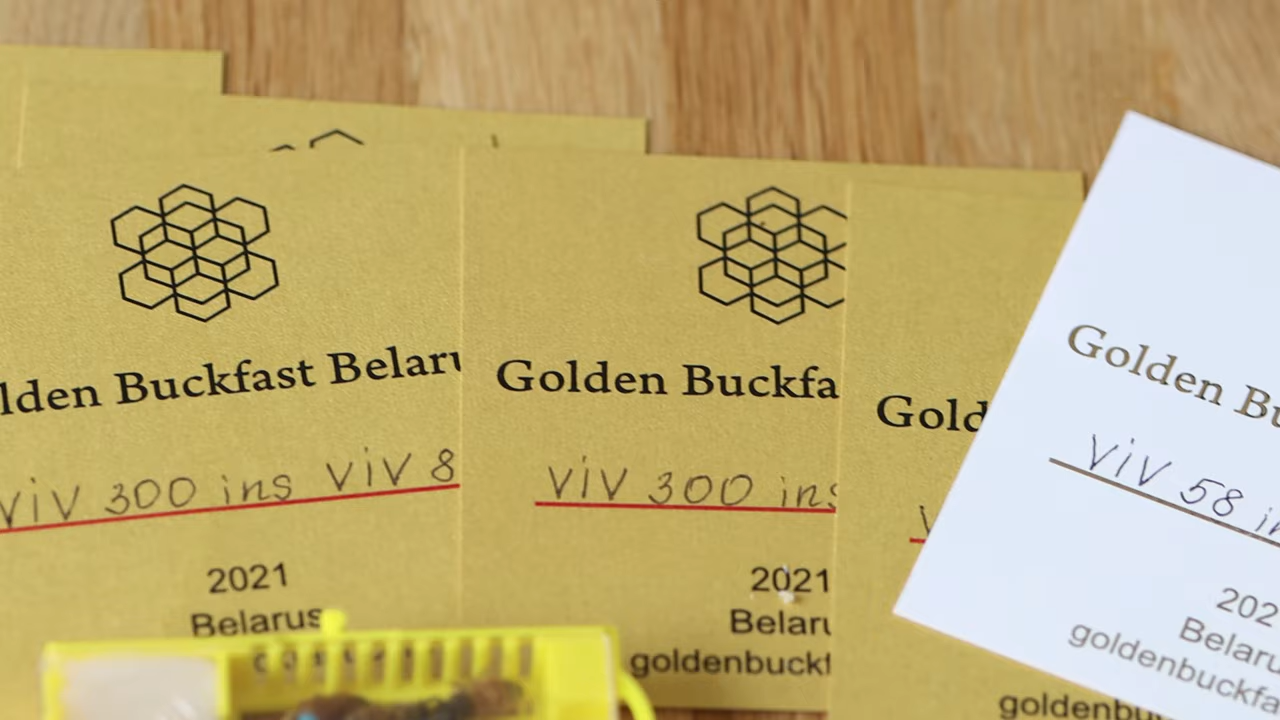 lden Buckfast Belaru
ViV 300 ins ViV 8
2021
Belarus
Golden Buckfa
ViV 300 ins
2021
Belaru
goldenbuckf
Gold
V
goldenbu
Golden Bu
ViV 58 in
202
Belaru
goldenbuckfa